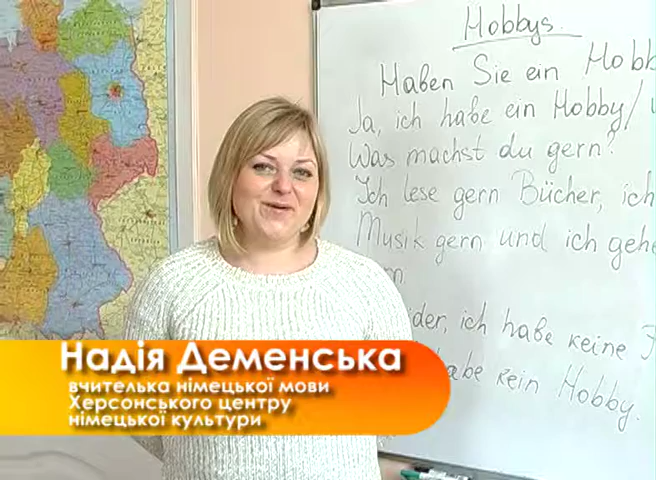 Hobbys.
Haben Sie ein Hobby
Ja, ich habe ein Hobby/
Was machst du gern?
Ich lese gern Bücher, ich
Musik gern und ich gehe
ich habe keine
habe kein Hobby.
Надія Деменська
вчителька німецької мови
Херсонського центру
німецької культури